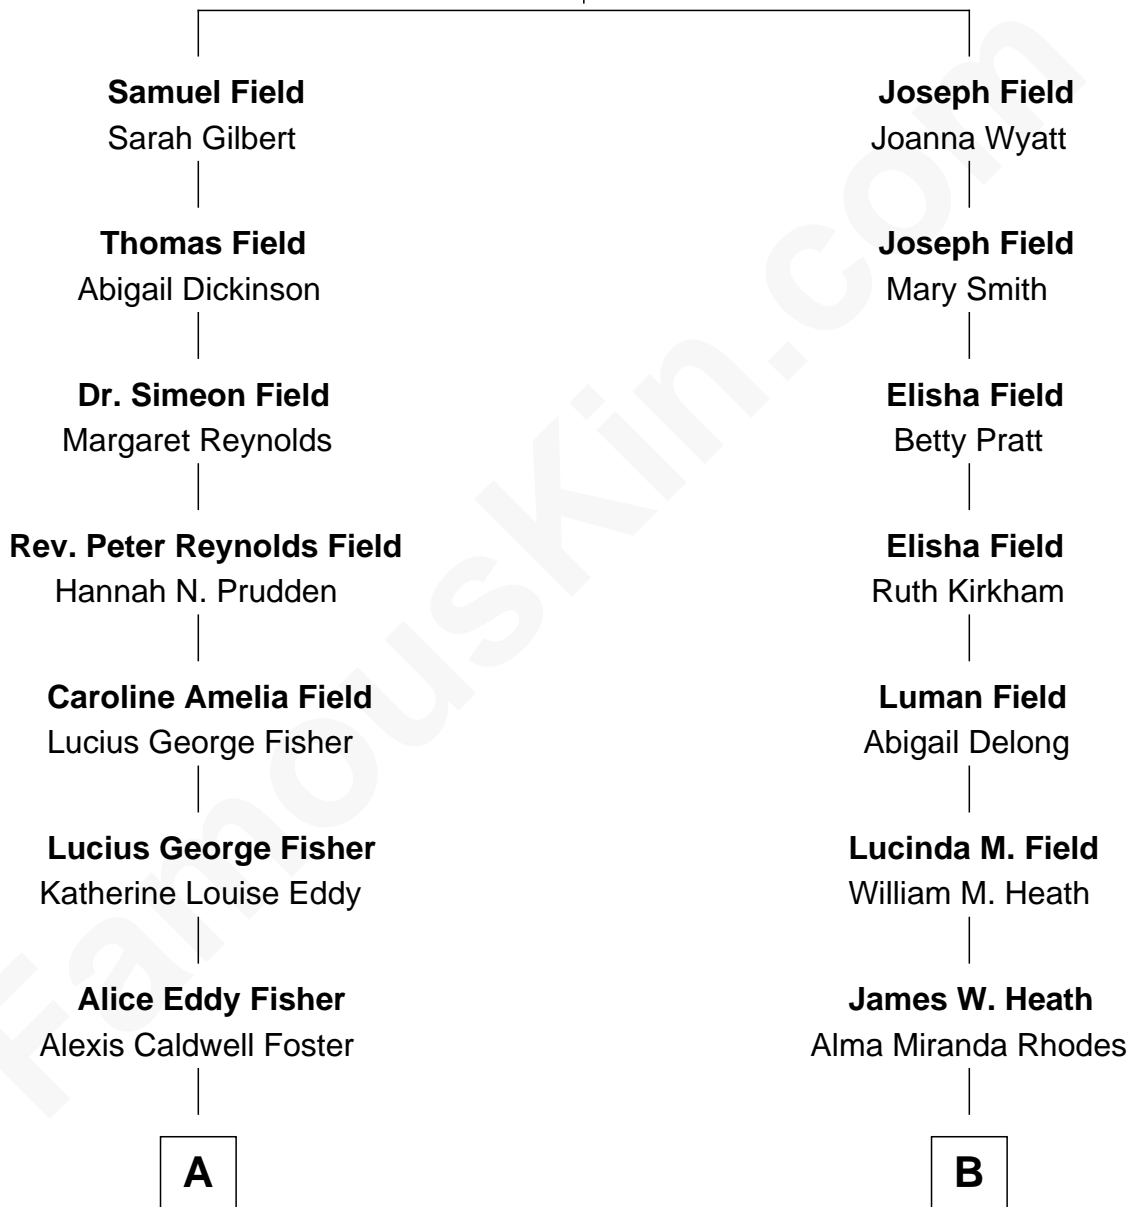 Samuel Field
Sarah Gilbert
Thomas Field
Abigail Dickinson
Dr. Simeon Field
Margaret Reynolds
Rev. Peter Reynolds Field
Hannah N. Prudden
Caroline Amelia Field
Lucius George Fisher
Lucius George Fisher
Katherine Louise Eddy
Alice Eddy Fisher
Alexis Caldwell Foster
A
Joseph Field
Joanna Wyatt
Joseph Field
Mary Smith
Elisha Field
Betty Pratt
Elisha Field
Ruth Kirkham
Luman Field
Abigail Delong
Lucinda M. Field
William M. Heath
James W. Heath
Alma Miranda Rhodes
B
FamousKin.com